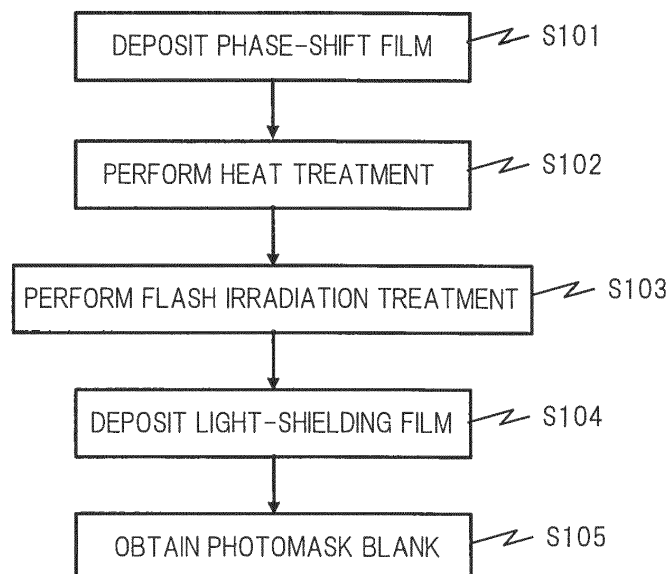 DEPOSIT PHASE-SHIFT FILM S101
PERFORM HEAT TREATMENT S102
PERFORM FLASH IRRADIATION TREATMENT S103
DEPOSIT LIGHT-SHIELDING FILM S104
OBTAIN PHOTOMASK BLANK S105